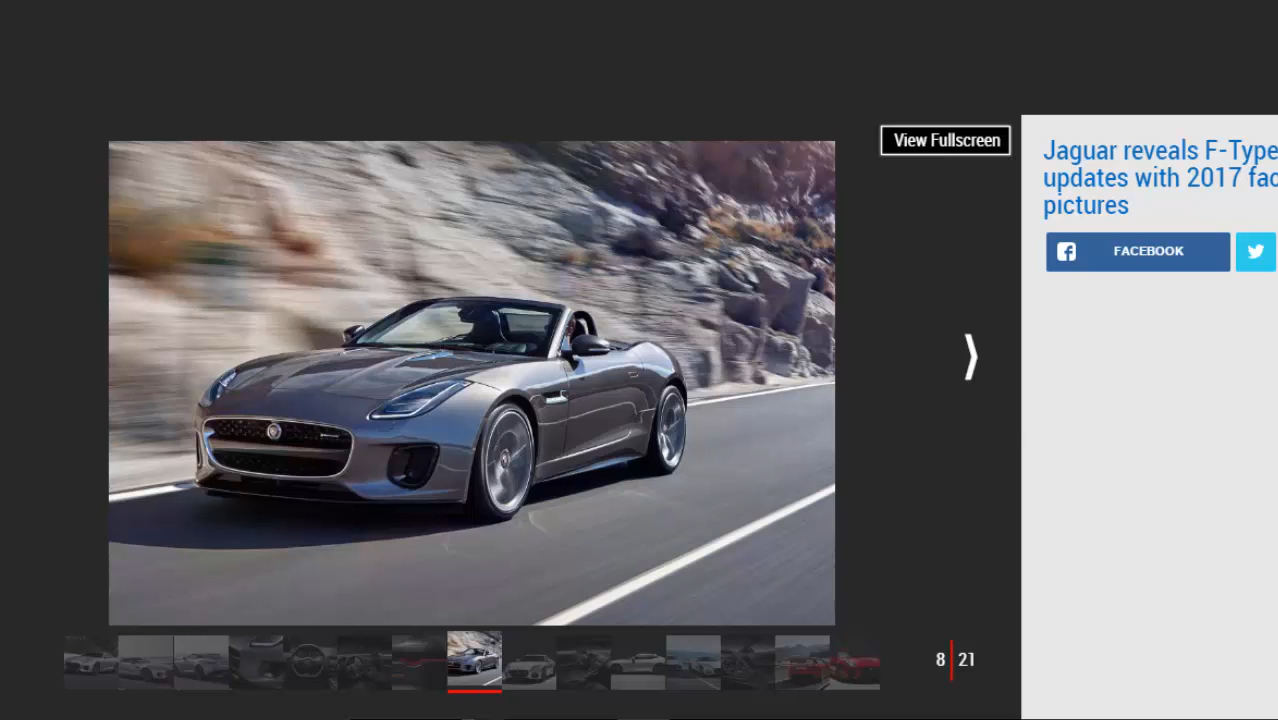 View Fullscreen
Jaguar reveals F-Type
updates with 2017 fac
pictures
FACEBOOK
8 21